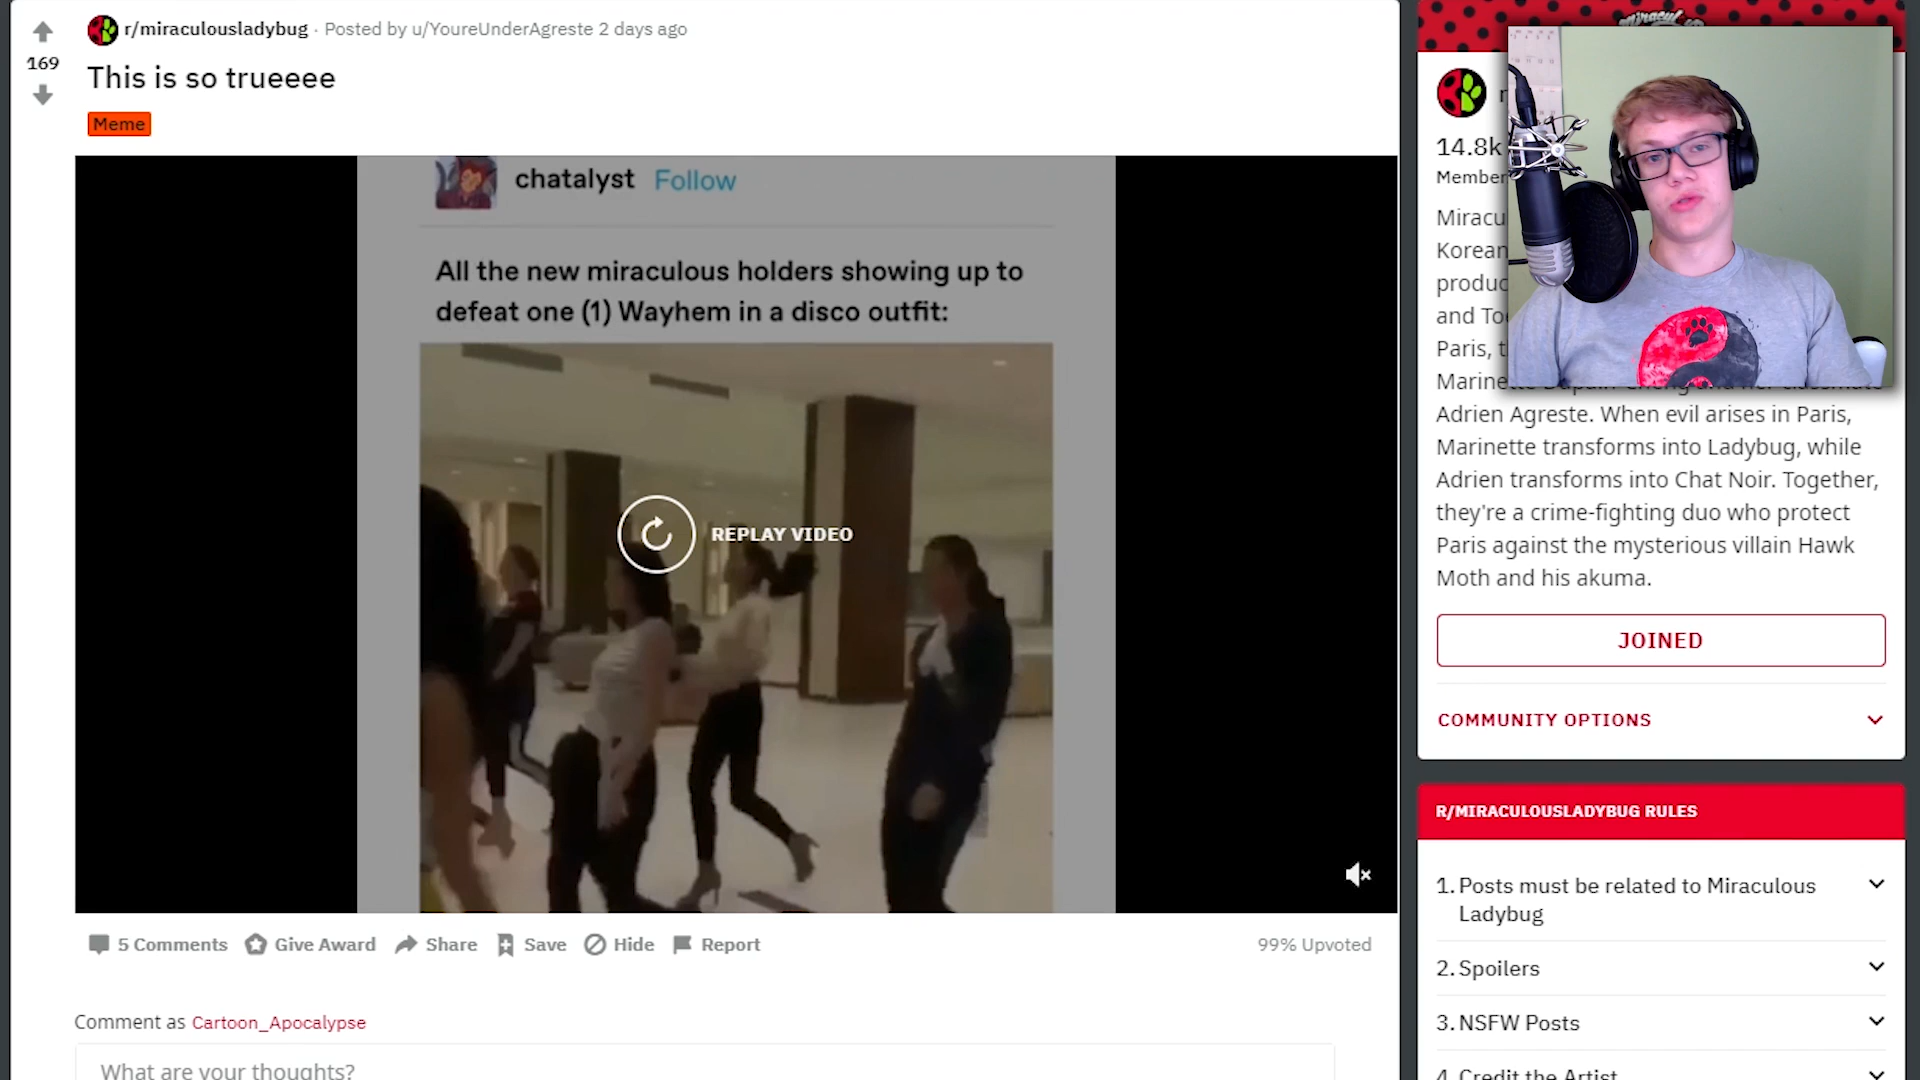 r/miraculousladybug · Posted by u/YoureUnderAgreste 2 days ago
169
This is so trueeee
Meme
chatalyst Follow
All the new miraculous holders showing up to
defeat one (1) Wayhem in a disco outfit:
REPLAY VIDEO
5 Comments Give Award Share Save Hide Report
99% Upvoted
Comment as Cartoon_Apocalypse
What are your thoughts?
14.8k
Member
Miracu
Korean
produc
Paris, t
Adrien Agreste. When evil arises in Paris,
Marinette transforms into Ladybug, while
Adrien transforms into Chat Noir. Together,
they're a crime-fighting duo who protect
Paris against the mysterious villain Hawk
Moth and his akuma.
JOINED
COMMUNITY OPTIONS
R/MIRACULOUSLADYBUG RULES
1. Posts must be related to Miraculous
Ladybug
2. Spoilers
3. NSFW Posts
4. Credit the Artist